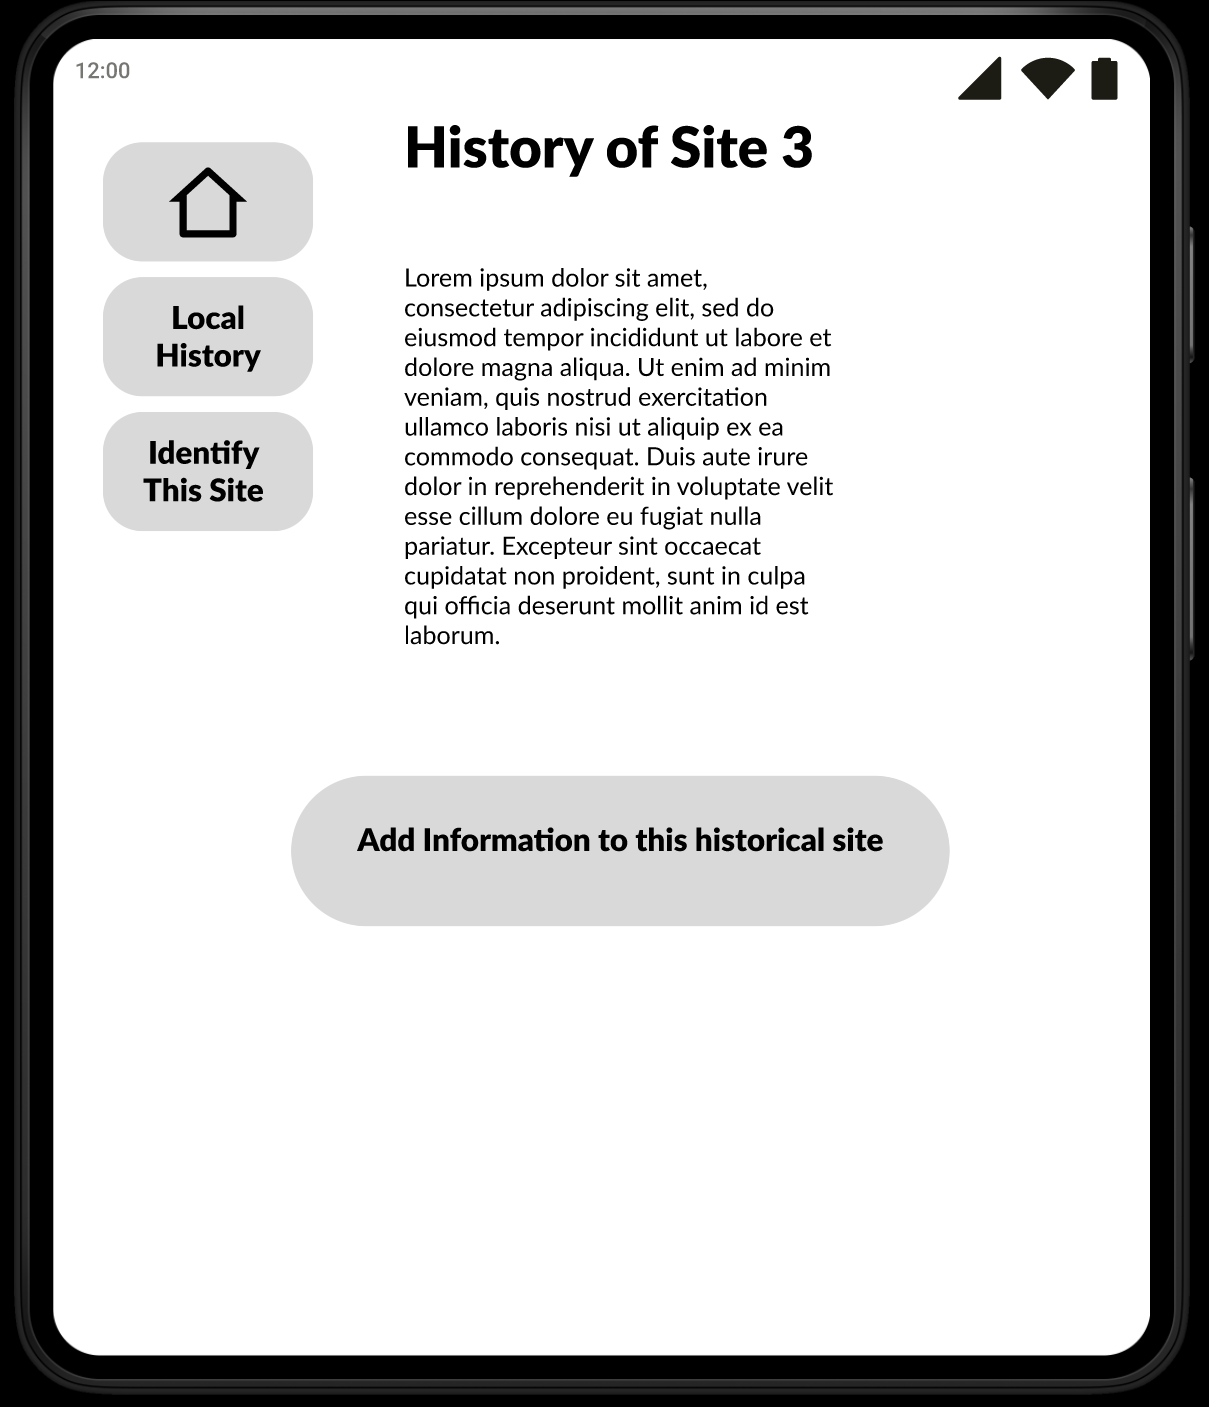 12:00
History of Site 3
Local
History
Identify
This Site
Lorem ipsum dolor sit amet,
consectetur adipiscing elit, sed do
eiusmod tempor incididunt ut labore et
dolore magna aliqua. Ut enim ad minim
veniam, quis nostrud exercitation
ullamco laboris nisi ut aliquip ex ea
commodo consequat. Duis aute irure
dolor in reprehenderit in voluptate velit
esse cillum dolore eu fugiat nulla
pariatur. Excepteur sint occaecat
cupidatat non proident, sunt in culpa
qui officia deserunt mollit anim id est
laborum.
Add Information to this historical site